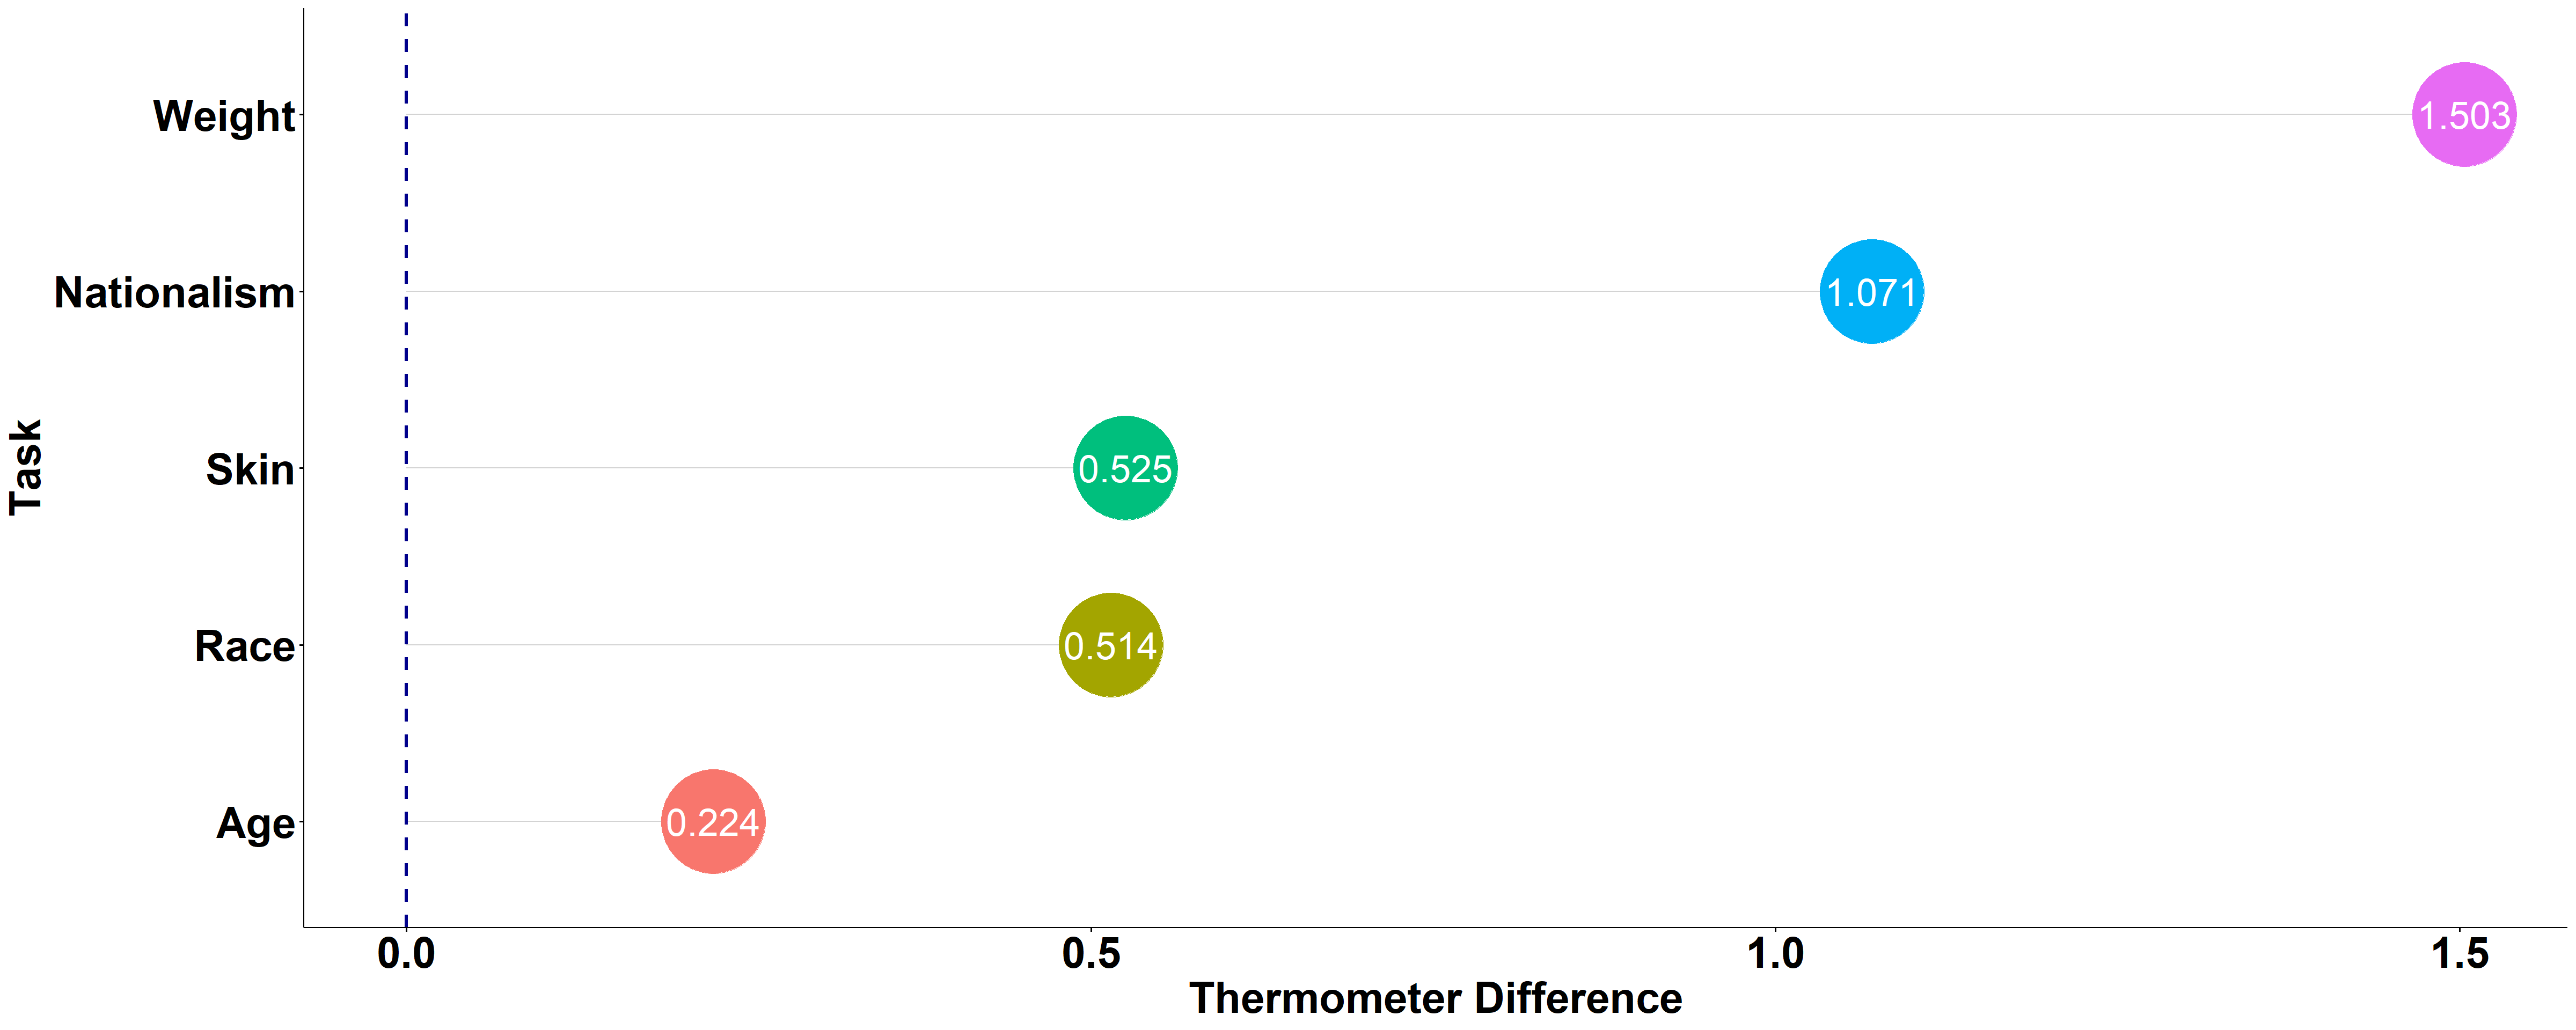 Weight
1.503
Nationalism
1.071
Task
Skin
0.525
Race
0.514
Age
0.224
0.0 0.5 1.0 1.5
Thermometer Difference